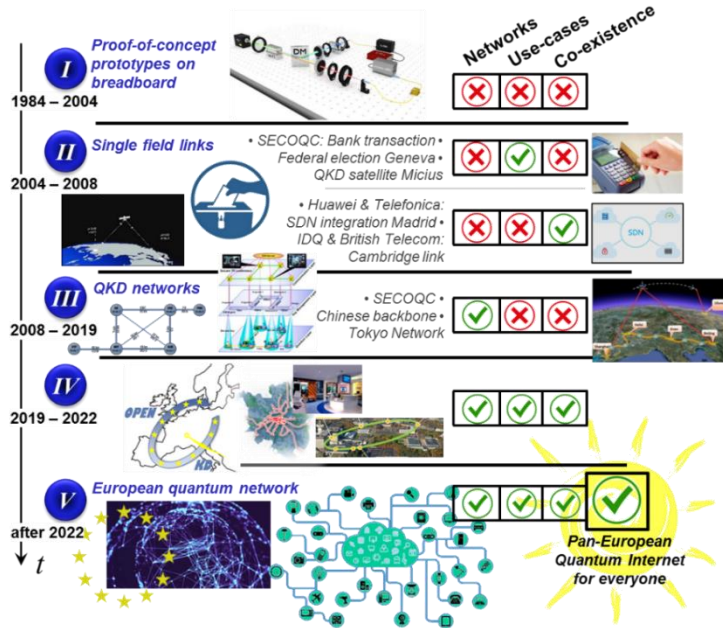 Networks
Use-cases
Co-existence
I
Proof-of-concept
prototypes on
breadboard
DM
1984 – 2004
II
Single field links
2004 – 2008
• SECOQC: Bank transaction •
Federal election Geneva •
QKD satellite Micius
• Huawei & Telefonica:
SDN integration Madrid •
IDQ & British Telecom:
Cambridge link
SDN
III
QKD networks
2008 – 2019
• SECOQC •
Chinese backbone •
Tokyo Network
IV
2019 – 2022
OPEN
V
European quantum network
after 2022
t
Pan-European
Quantum Internet
for everyone